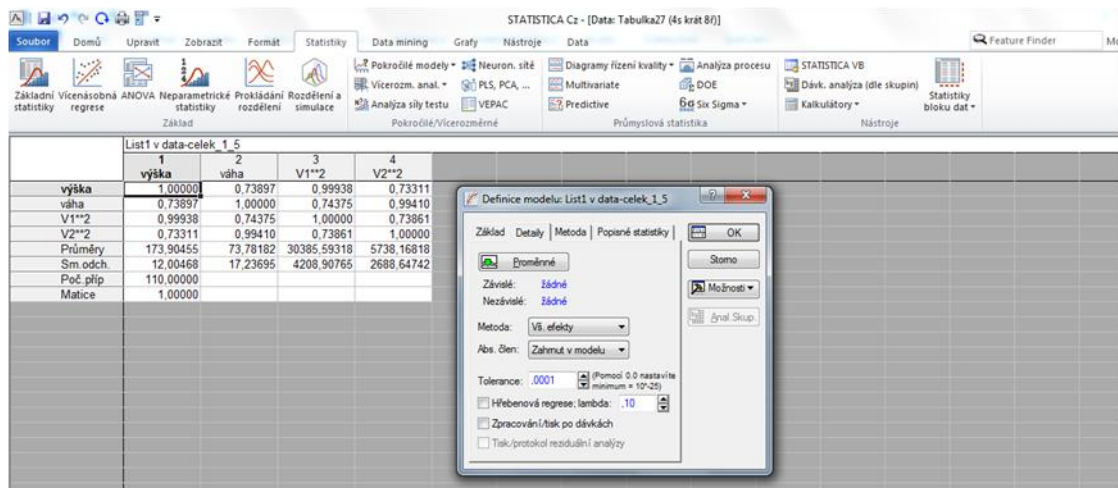 STATISTICA Cz - [Data: Tabulka27 (4s krát 8ř)]
Soubor Domů Upravit Zobrazit Formát Statistiky Data mining Grafy Nástroje Data Feature Finder
Pokročilé modely Neuron. sítě Diagramy řízení kvality Analýza procesu STATISTICA VB
Vícerozm. anal. PLS, PCA, ... Multivariate DOE Dávk. analýza (dle skupin)
Analýza síly testu VEPAC Predictive Six Sigma Kalkulátory
Základní statistiky
Vícenásobná regrese
ANOVA
Neparametrické statistiky
Prokládání rozdělení
Rozdělení a simulace
Statistiky bloku dat
Základ Pokročilé/Vícerozměrné Průmyslová statistika Nástroje
List1 v data-celek_1_5
1 2 3 4
výška váha V1**2 V2**2
výška 1,00000 0,73897 0,99938 0,73311
váha 0,73897 1,00000 0,74375 0,99410
V1**2 0,99938 0,74375 1,00000 0,73861
V2**2 0,73311 0,99410 0,73861 1,00000
Průměry 173,90455 73,78182 30385,59318 5738,16818
Sm.odch. 12,00468 17,23695 4208,90765 2688,64742
Poč.příp 110,00000
Matice 1,00000
Definice modelu: List1 v data-celek_1_5
Základ Detaily Metoda Popisné statistiky
OK
Storno
Možnosti
Anal.Skup.
Proměnné
Závislé: žádné
Nezávislé: žádné
Metoda: Vš. efekty
Abs. člen: Zahrnut v modelu
Tolerance: .0001 (Pomocí 0.0 nastavíte
minimum = 10^-25)
Hřebenová regrese; lambda: .10
Zpracování/tisk po dávkách
Tisk/protokol reziduální analýzy